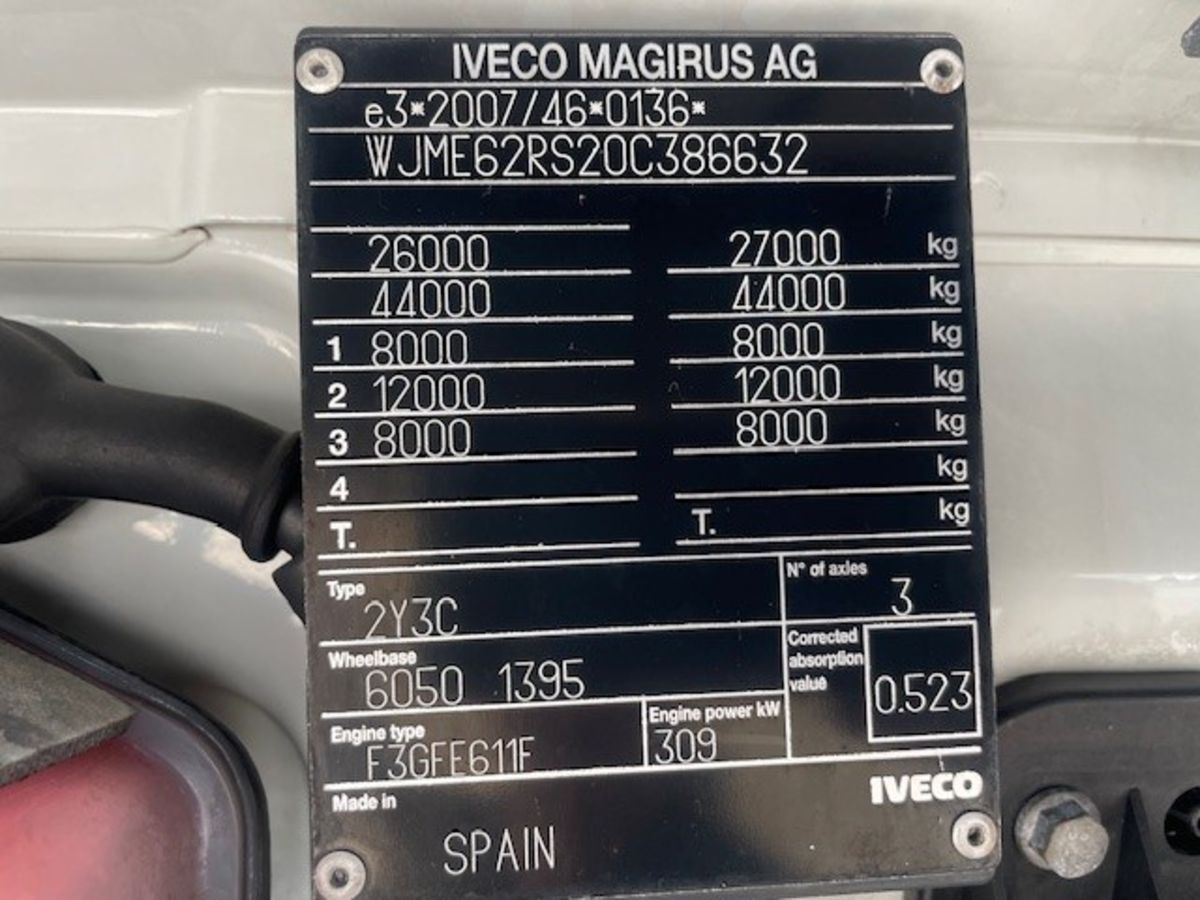 IVECO MAGIRUS AG
e3*2007/46*0136*
WJME62RS20C386632
26000 27000 kg
44000 44000 kg
1 8000 8000 kg
2 12000 12000 kg
3 8000 8000 kg
4 kg
T. T. kg
Type N° of axles
2Y3C 3
Wheelbase Corrected absorption value
6050 1395 0.523
Engine type Engine power kW
F3GFE611F 309
Made in IVECO
SPAIN